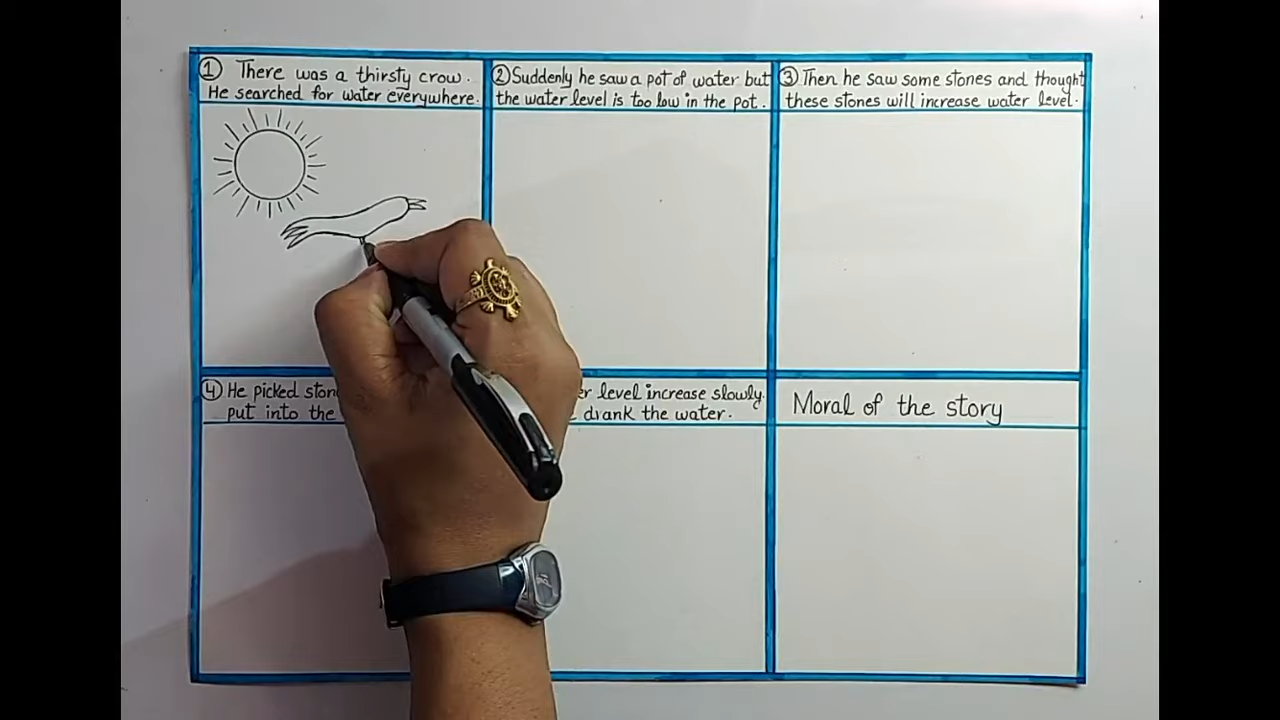 ① There was a thirsty crow.
He searched for water everywhere.
② Suddenly he saw a pot of water but
the water level is too low in the pot.
③ Then he saw some stones and thought
these stones will increase water level.
④ He picked
put into the
level increase slowly.
drank the water.
Moral of the story